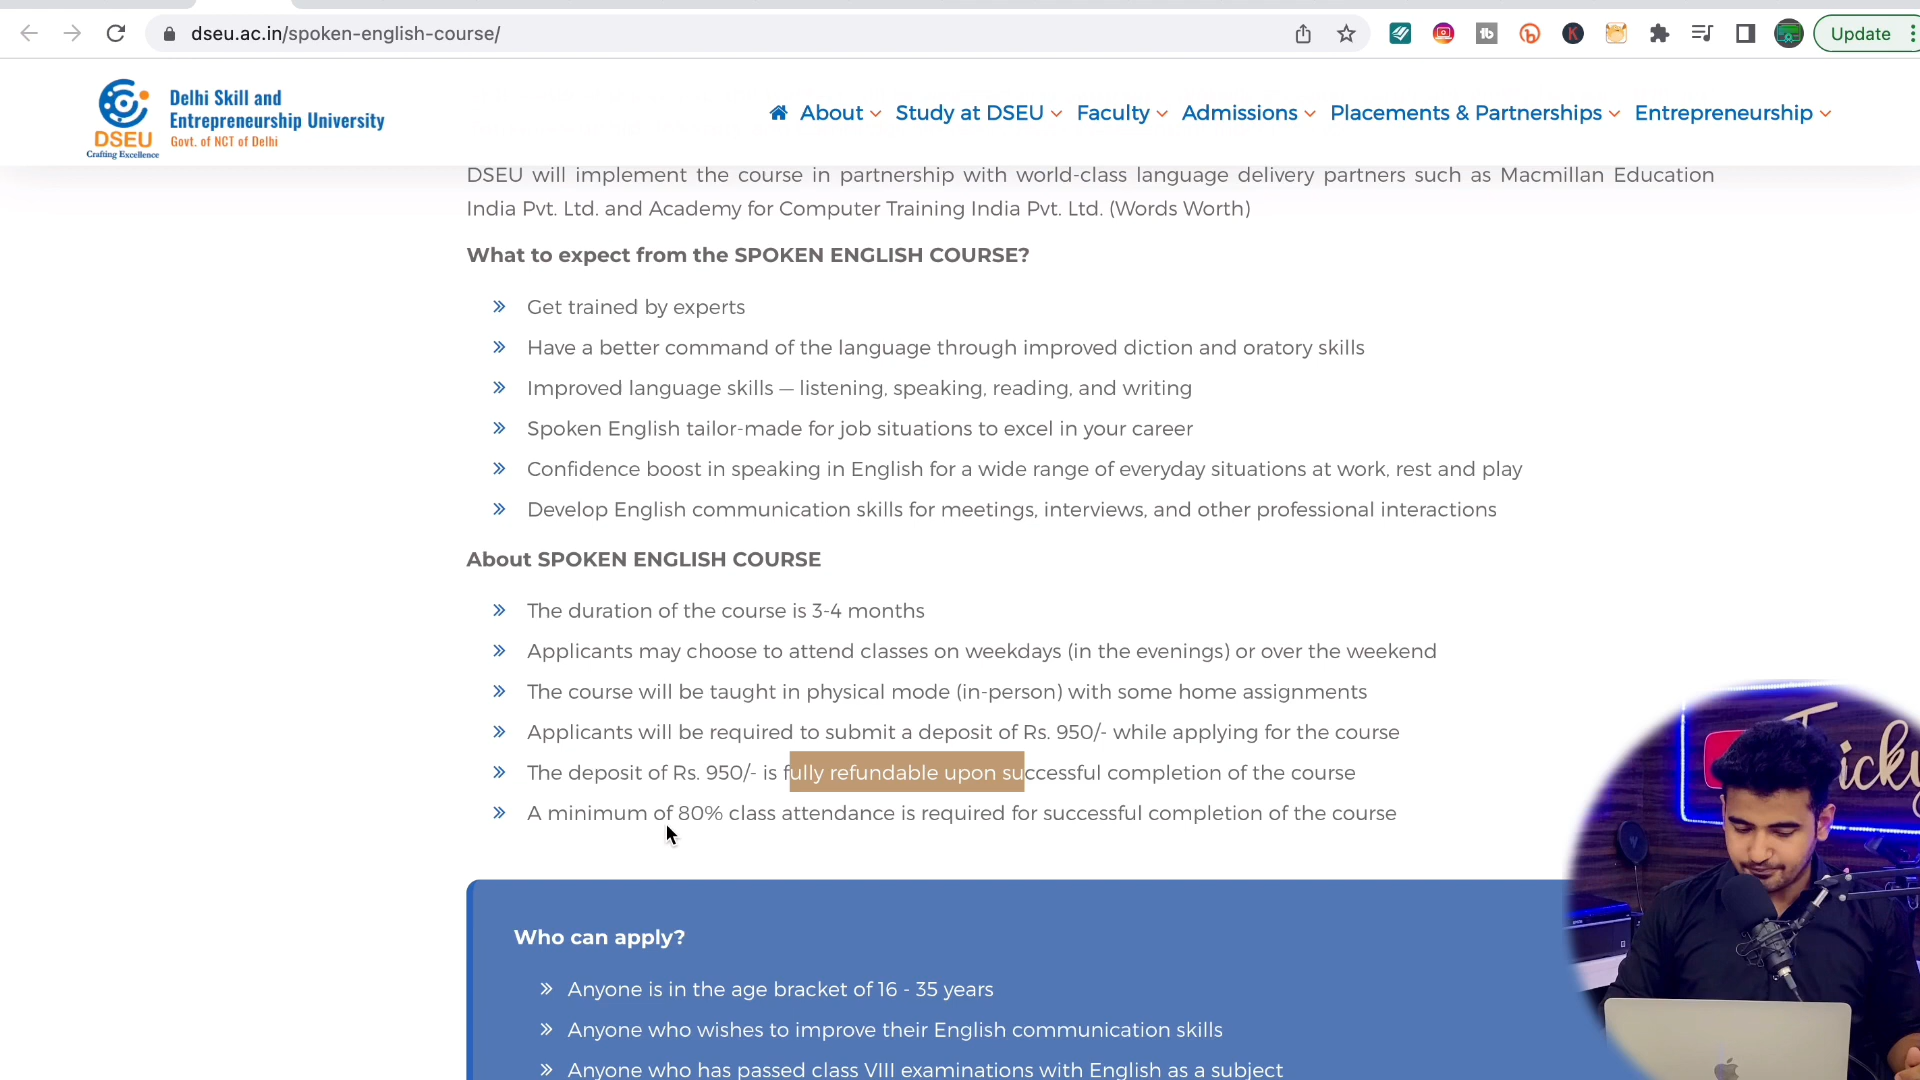 dseu.ac.in/spoken-english-course/
Update
DSEU
Crafting Excellence
Delhi Skill and
Entrepreneurship University
Govt. of NCT of Delhi
About
Study at DSEU
Faculty
Admissions
Placements & Partnerships
Entrepreneurship
DSEU will implement the course in partnership with world-class language delivery partners such as Macmillan Education
India Pvt. Ltd. and Academy for Computer Training India Pvt. Ltd. (Words Worth)
What to expect from the SPOKEN ENGLISH COURSE?
» Get trained by experts
» Have a better command of the language through improved diction and oratory skills
» Improved language skills — listening, speaking, reading, and writing
» Spoken English tailor-made for job situations to excel in your career
» Confidence boost in speaking in English for a wide range of everyday situations at work, rest and play
» Develop English communication skills for meetings, interviews, and other professional interactions
About SPOKEN ENGLISH COURSE
» The duration of the course is 3-4 months
» Applicants may choose to attend classes on weekdays (in the evenings) or over the weekend
» The course will be taught in physical mode (in-person) with some home assignments
» Applicants will be required to submit a deposit of Rs. 950/- while applying for the course
» The deposit of Rs. 950/- is fully refundable upon successful completion of the course
» A minimum of 80% class attendance is required for successful completion of the course
Who can apply?
» Anyone is in the age bracket of 16 - 35 years
» Anyone who wishes to improve their English communication skills
» Anyone who has passed class VIII examinations with English as a subject